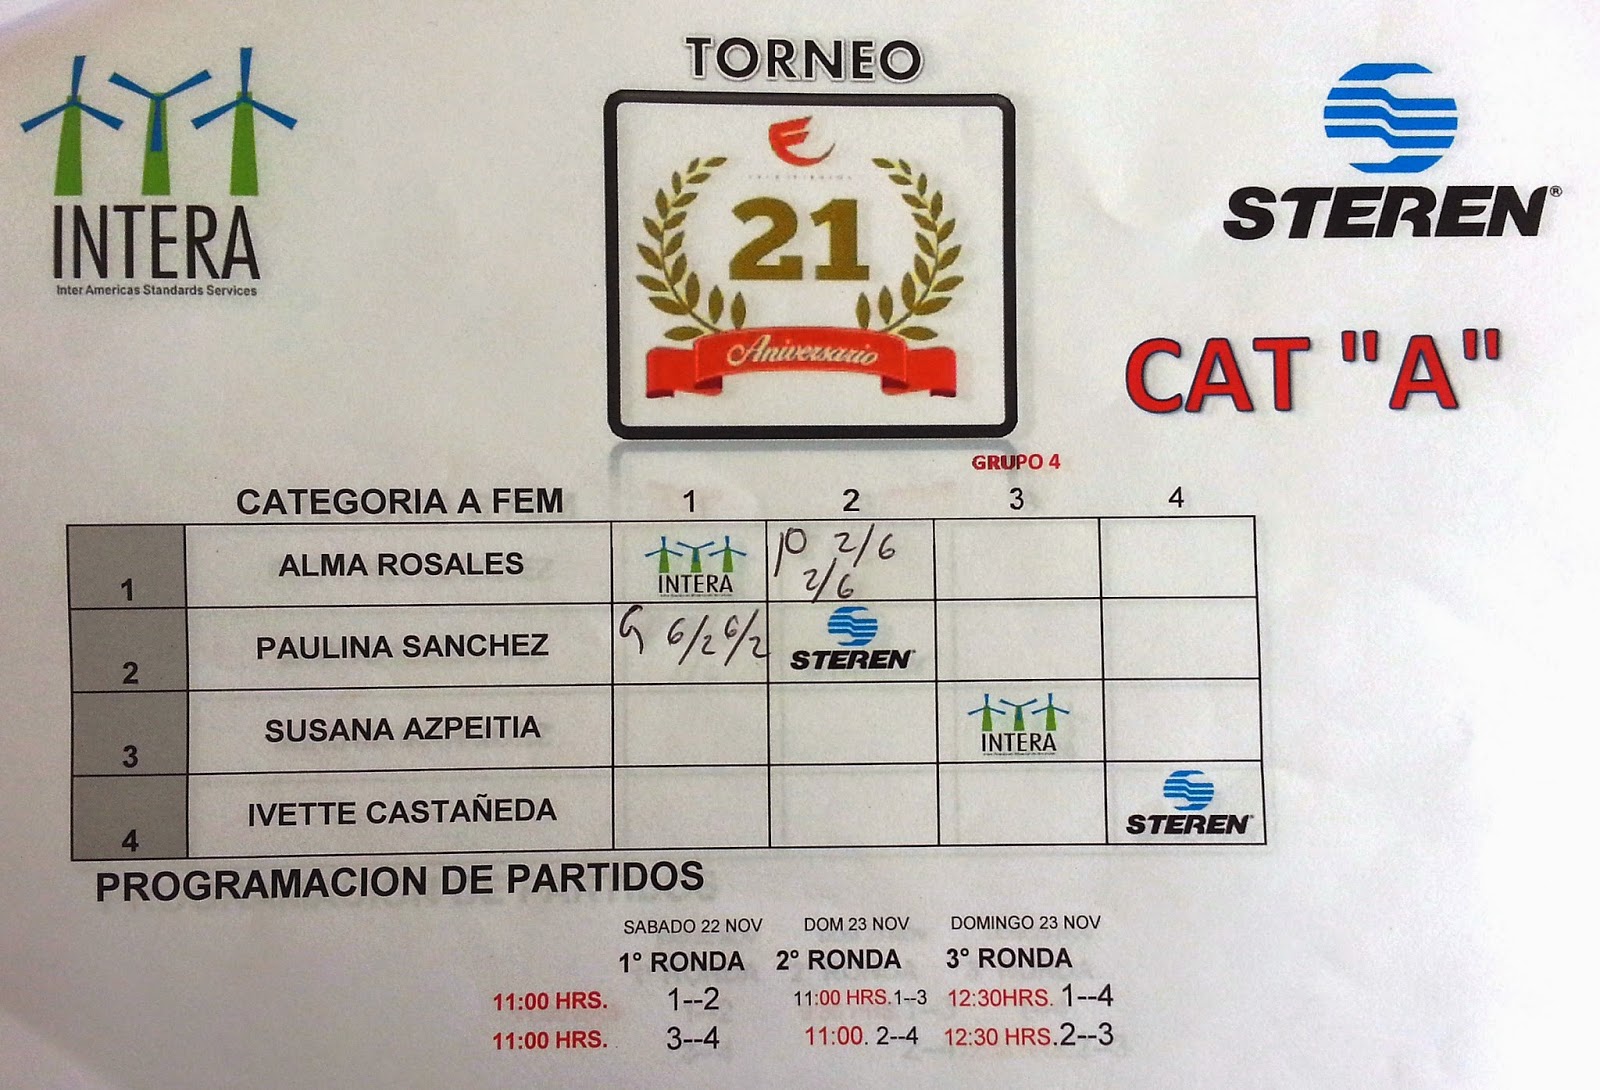 TORNEO
INTERA
Inter Americas Standards Services
21
Aniversario
STEREN®
CAT "A"
GRUPO 4
CATEGORIA A FEM 1 2 3 4
1 ALMA ROSALES INTERA p 2/6 2/6
2 PAULINA SANCHEZ G 6/2 6/2 STEREN
3 SUSANA AZPEITIA INTERA
4 IVETTE CASTAÑEDA STEREN
PROGRAMACION DE PARTIDOS
SABADO 22 NOV DOM 23 NOV DOMINGO 23 NOV
1° RONDA 2° RONDA 3° RONDA
11:00 HRS. 1--2 11:00 HRS.1--3 12:30HRS. 1--4
11:00 HRS. 3--4 11:00. 2--4 12:30 HRS.2--3